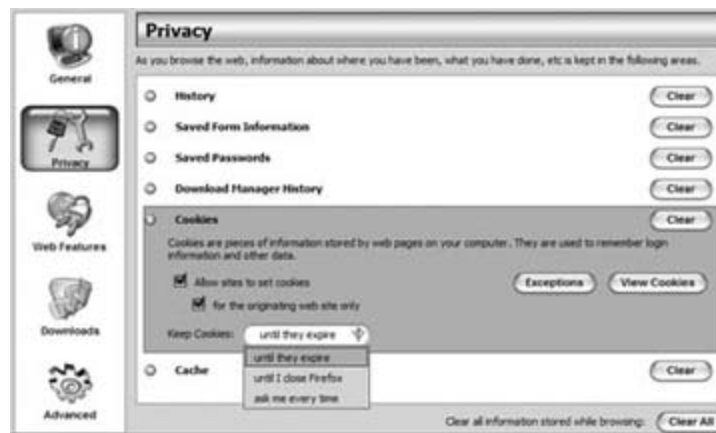 General
Privacy
Web Features
Downloads
Advanced
Privacy
As you browse the web, information about where you have been, what you have done, etc is kept in the following areas.
History Clear
Saved Form Information Clear
Saved Passwords Clear
Download Manager History Clear
Cookies Clear
Cookies are pieces of information stored by web pages on your computer. They are used to remember login
information and other data.
Allow sites to set cookies Exceptions View Cookies
for the originating web site only
Keep Cookies: until they expire
until they expire
until I close Firefox
ask me every time
Cache Clear
Clear all information stored while browsing: Clear All